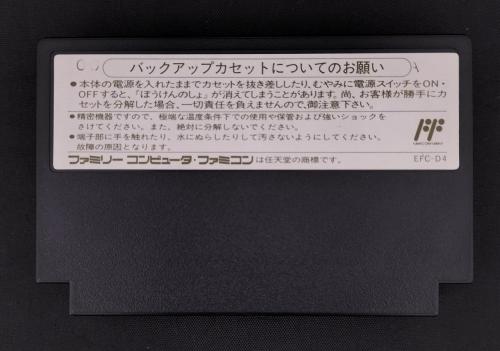 バックアップカセットについてのお願い
●本体の電源を入れたままでカセットを抜き差ししたり、むやみに電源スイッチをON・
OFFすると、「ぼうけんのしょ」が消えてしまうことがあります。尚、お客様が勝手にカ
セットを分解した場合、一切責任を負えませんので、御注意下さい。
●精密機器ですので、極端な温度条件下での使用や保管および強いショックを
さけてください。また、絶対に分解しないでください。
●端子部に手を触れたり、水にぬらしたりして汚さないようにしてください。
故障の原因となります。
ファミリーコンピュータ・ファミコンは任天堂の商標です。
EFC-D4